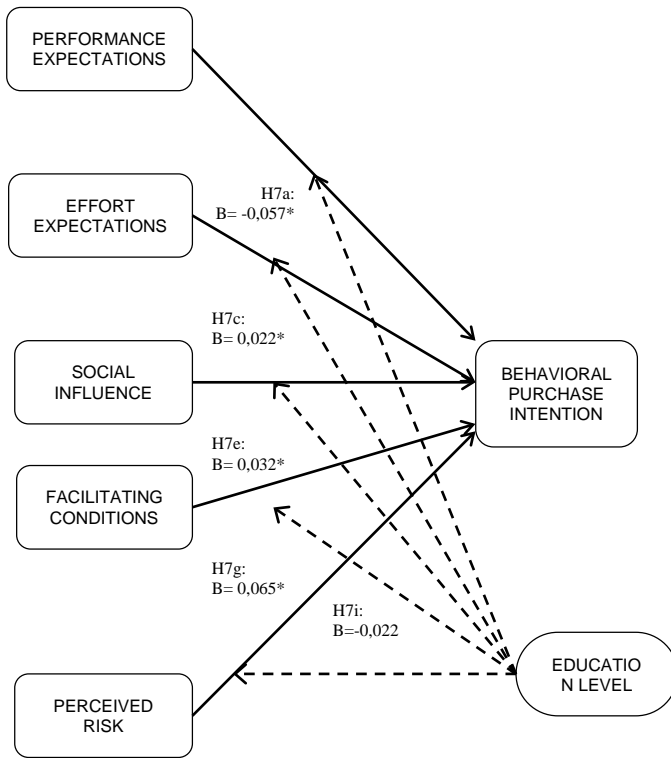 PERFORMANCE
EXPECTATIONS
H7a:
B= -0,057*
EFFORT
EXPECTATIONS
H7c:
B= 0,022*
SOCIAL
INFLUENCE
BEHAVIORAL
PURCHASE
INTENTION
H7e:
B= 0,032*
FACILITATING
CONDITIONS
H7g:
B= 0,065*
H7i:
B=-0,022
EDUCATIO
N LEVEL
PERCEIVED
RISK